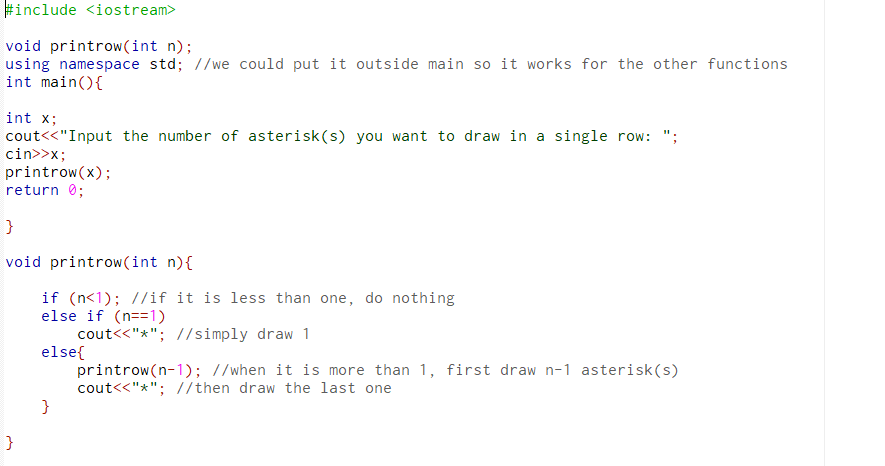 #include <iostream>
void printrow(int n);
using namespace std; //we could put it outside main so it works for the other functions
int main(){
int x;
cout<<"Input the number of asterisk(s) you want to draw in a single row: ";
cin>>x;
printrow(x);
return 0;
}
void printrow(int n){
if (n<1); //if it is less than one, do nothing
else if (n==1)
cout<<"*"; //simply draw 1
else{
printrow(n-1); //when it is more than 1, first draw n-1 asterisk(s)
cout<<"*"; //then draw the last one
}
}